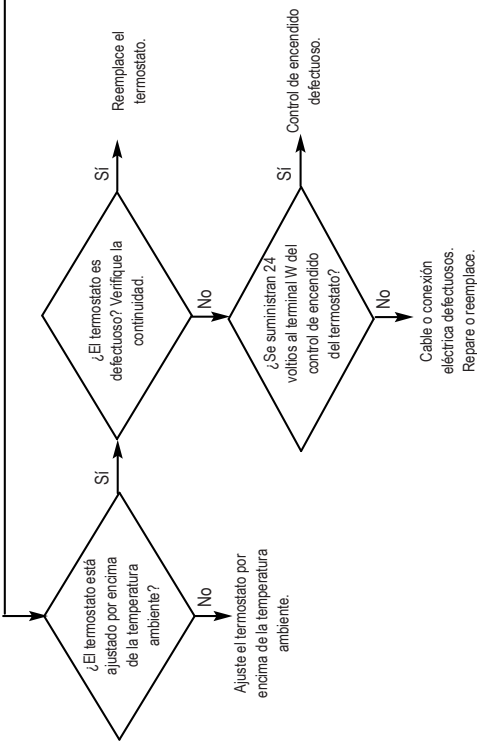 ¿El termostato está
ajustado por encima
de la temperatura
ambiente?
Sí
No
Ajuste el termostato por
encima de la temperatura
ambiente.
¿El termostato es
defectuoso? Verifique la
continuidad.
Sí
Reemplace el
termostato.
No
¿Se suministran 24
voltios al terminal W del
control de encendido
del termostato?
Sí
Control de encendido
defectuoso.
No
Cable o conexión
eléctrica defectuosos.
Repare o reemplace.